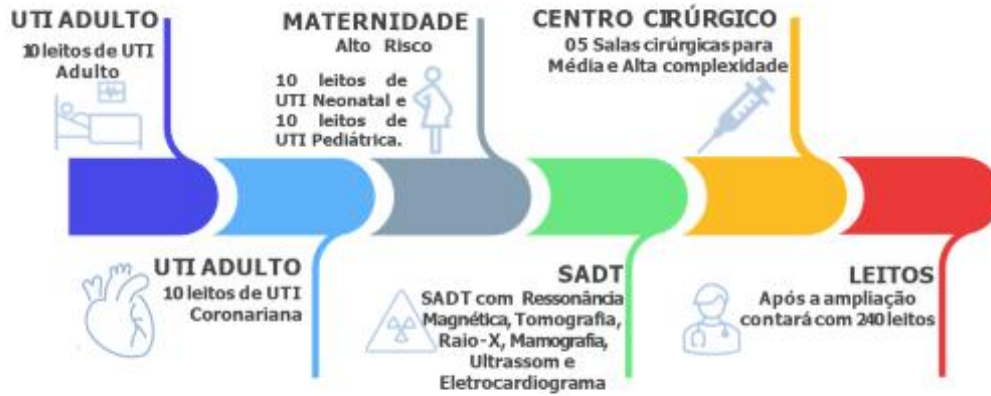 UTI ADULTO
10 leitos de UTI
Adulto
MATERNIDADE
Alto Risco
10 leitos de
UTI Neonatal e
10 leitos de
UTI Pediátrica.
CENTRO CIRÚRGICO
05 Salas cirúrgicas para
Média e Alta complexidade
UTI ADULTO
10 leitos de UTI
Coronariana
SADT
SADT com Ressonância
Magnética, Tomografia,
Raio-X, Mamografia,
Ultrassom e
Eletrocardiograma
LEITOS
Após a ampliação
contará com 240 leitos